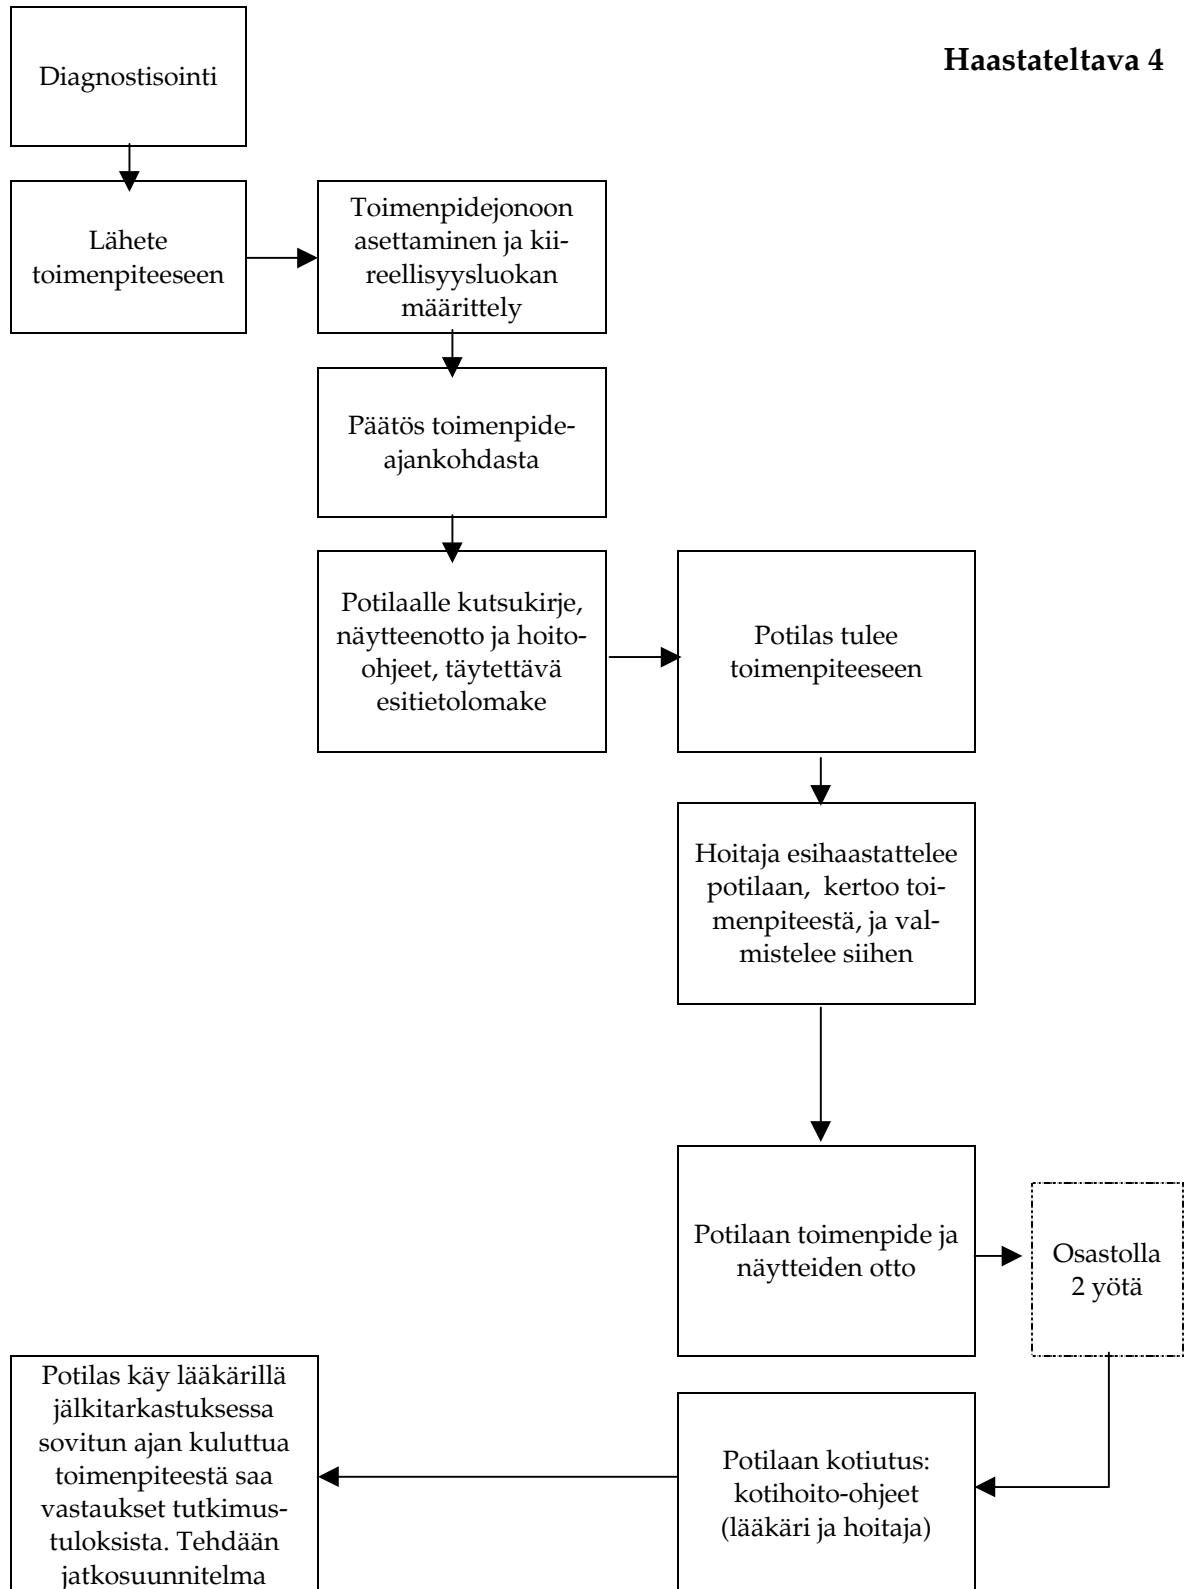 Haastateltava 4
Diagnostisointi
Lähete
toimenpiteeseen
Toimenpidejonoon
asettaminen ja kii-
reellisyysluokan
määrittely
Päätös toimenpide-
ajankohdasta
Potilaalle kutsukirje,
näytteenotto ja hoito-
ohjeet, täytettävä
esitietolomake
Potilas tulee
toimenpiteeseen
Hoitaja esihaastattelee
potilaan, kertoo toi-
menpiteestä, ja val-
mistelee siihen
Potilaan toimenpide ja
näytteiden otto
Osastolla
2 yötä
Potilaan kotiutus:
kotihoito-ohjeet
(lääkäri ja hoitaja)
Potilas käy lääkärillä
jälkitarkastuksessa
sovitun ajan kuluttua
toimenpiteestä saa
vastaukset tutkimus-
tuloksista. Tehdään
jatkosuunnitelma